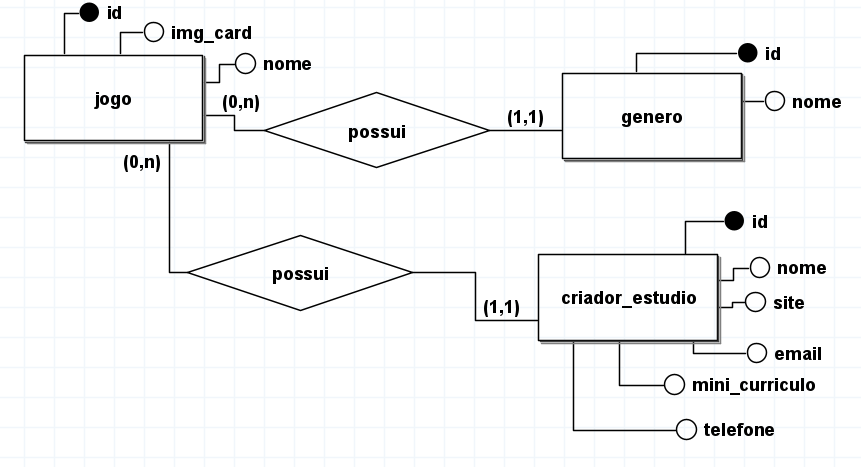 id
img_card
nome
jogo
(0,n)
possui
(1,1)
genero
id
nome
(0,n)
possui
(1,1)
criador_estudio
id
nome
site
email
mini_curriculo
telefone